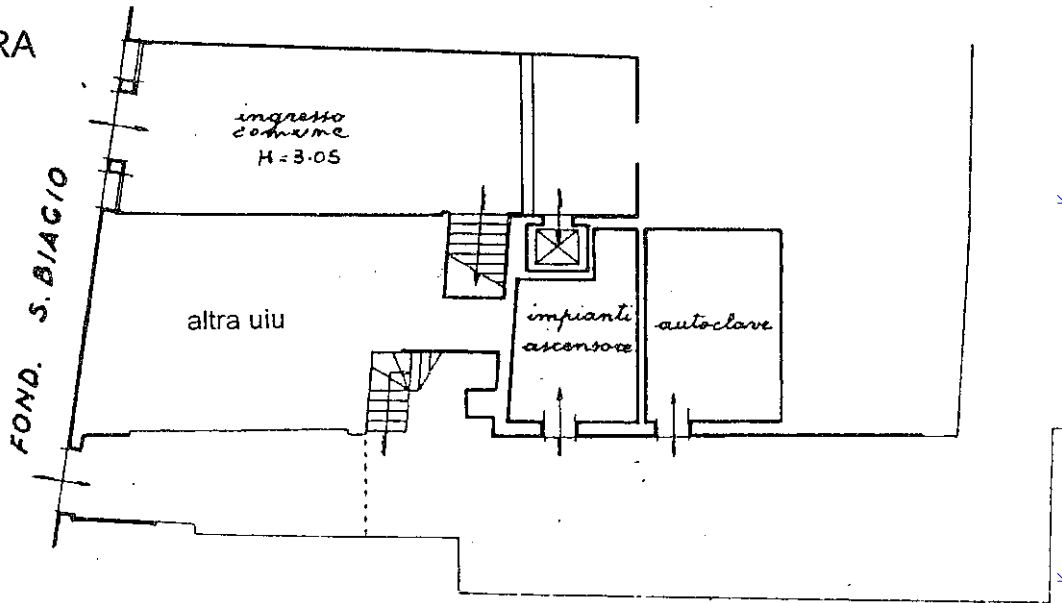 RA
ingresso
comune
H=3.05
FOND. S. BIAGIO
altra uiu
impianti
ascensore
autoclave